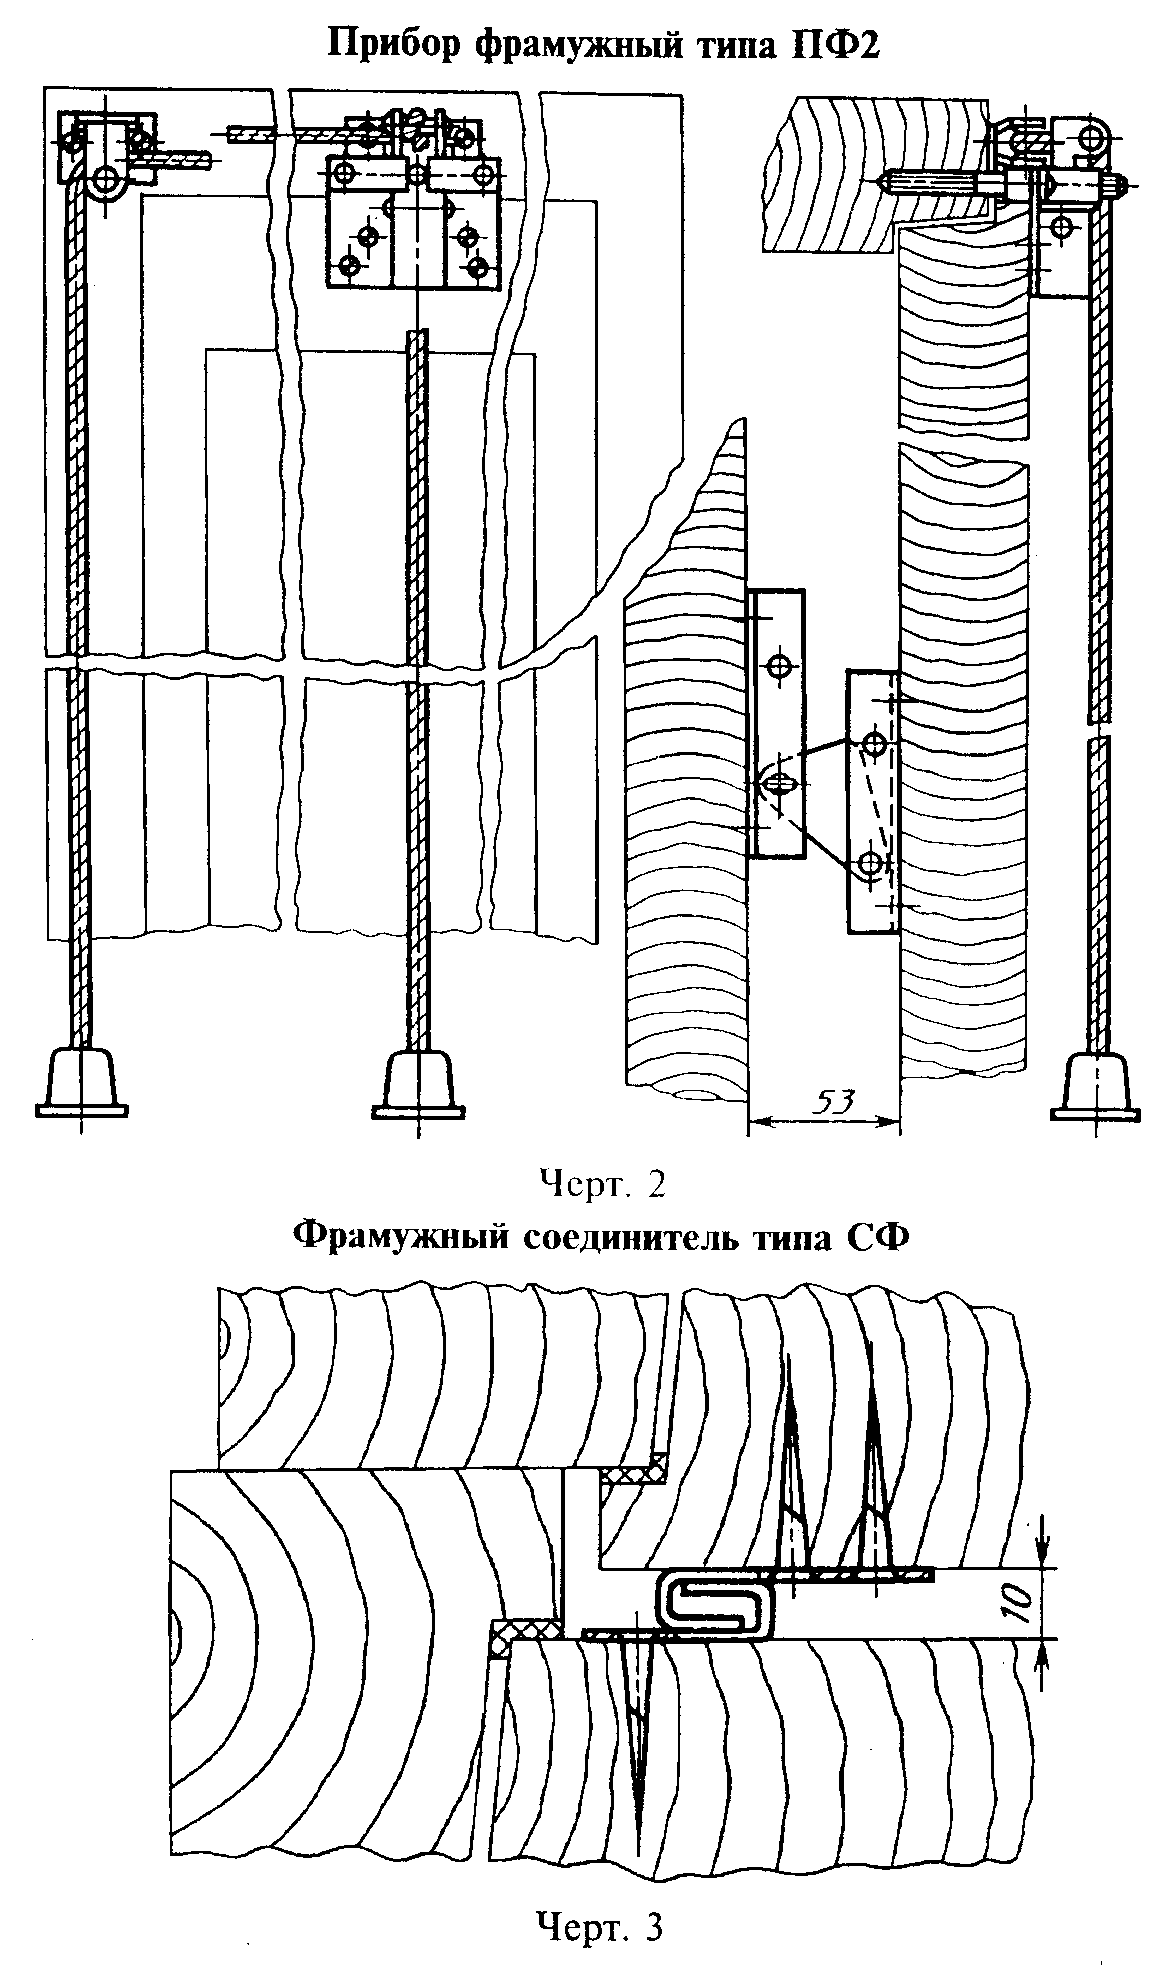 Прибор фрамужный типа ПФ2
53
Черт. 2
Фрамужный соединитель типа СФ
10
Черт. 3